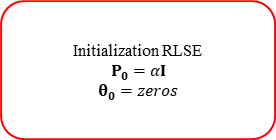 Initialization RLSE
𝐏𝟎 = 𝛼𝐈
𝛉𝟎 = 𝑧𝑒𝑟𝑜𝑠